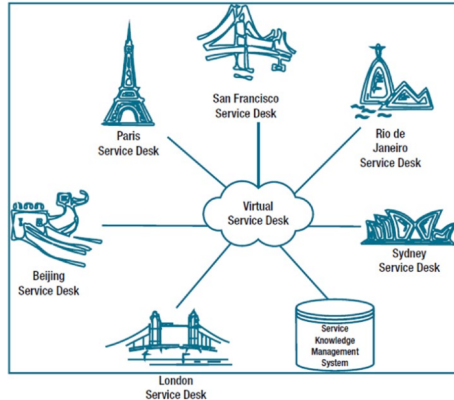 San Francisco
Service Desk
Paris
Service Desk
Rio de
Janeiro
Service Desk
Virtual
Service Desk
Beijing
Service Desk
Sydney
Service Desk
London
Service Desk
Service
Knowledge
Management
System